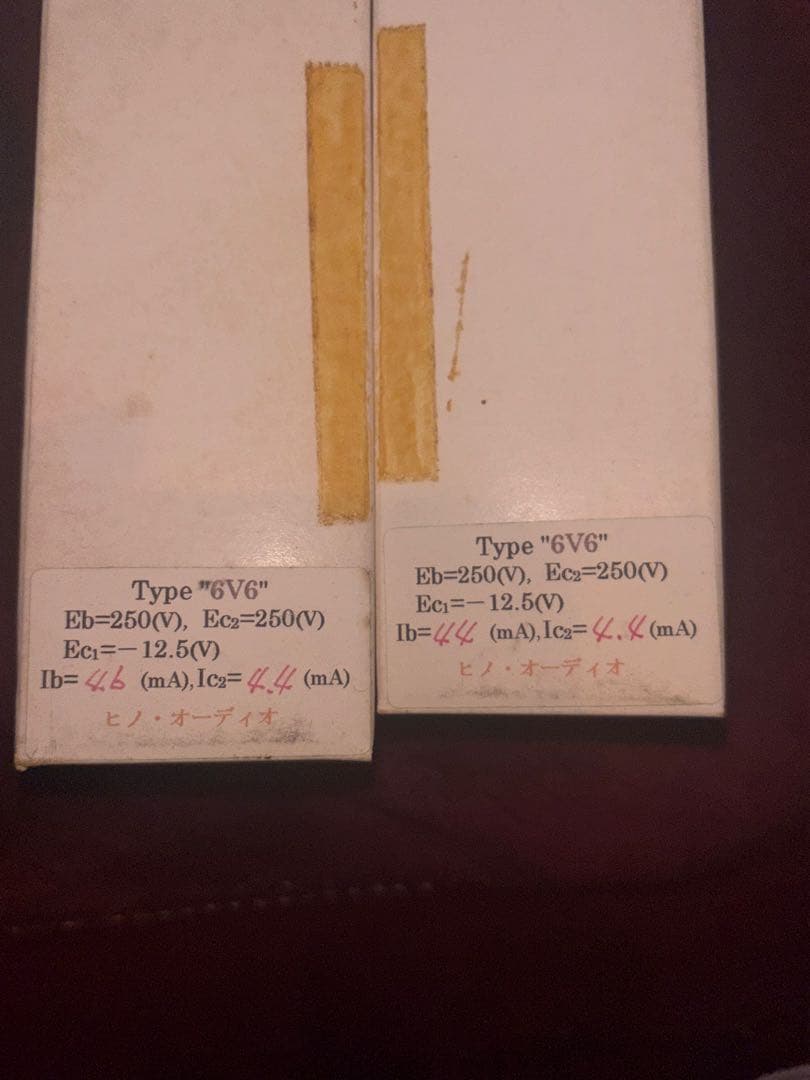 Type "6V6"
Eb=250(V), Ec₂=250(V)
Ec₁=−12.5(V)
Ib=46 (mA),Ic₂=4.4 (mA)
ヒノ・オーディオ
Type "6V6"
Eb=250(V), Ec₂=250(V)
Ec₁=−12.5(V)
Ib=44 (mA),Ic₂=4.4(mA)
ヒノ・オーディオ